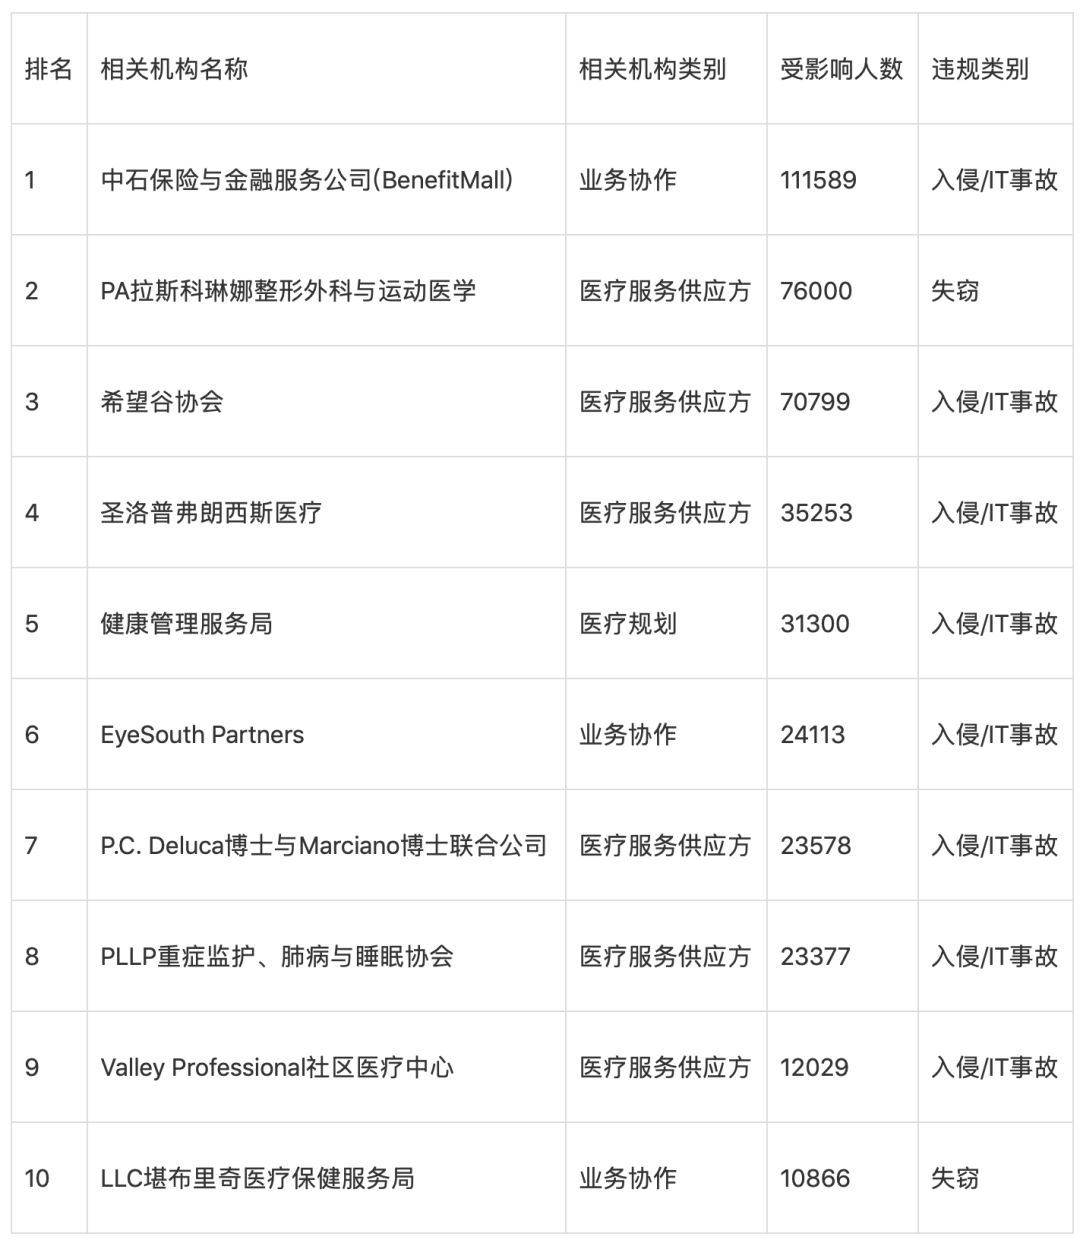 排名 相关机构名称 相关机构类别 受影响人数 违规类别
1 中石保险与金融服务公司(BenefitMall) 业务协作 111589 入侵/IT事故
2 PA拉斯科琳娜整形外科与运动医学 医疗服务供应方 76000 失窃
3 希望谷协会 医疗服务供应方 70799 入侵/IT事故
4 圣洛普弗朗西斯医疗 医疗服务供应方 35253 入侵/IT事故
5 健康管理服务局 医疗规划 31300 入侵/IT事故
6 EyeSouth Partners 业务协作 24113 入侵/IT事故
7 P.C. Deluca博士与Marciano博士联合公司 医疗服务供应方 23578 入侵/IT事故
8 PLLP重症监护、肺病与睡眠协会 医疗服务供应方 23377 入侵/IT事故
9 Valley Professional社区医疗中心 医疗服务供应方 12029 入侵/IT事故
10 LLC堪布里奇医疗保健服务局 业务协作 10866 失窃